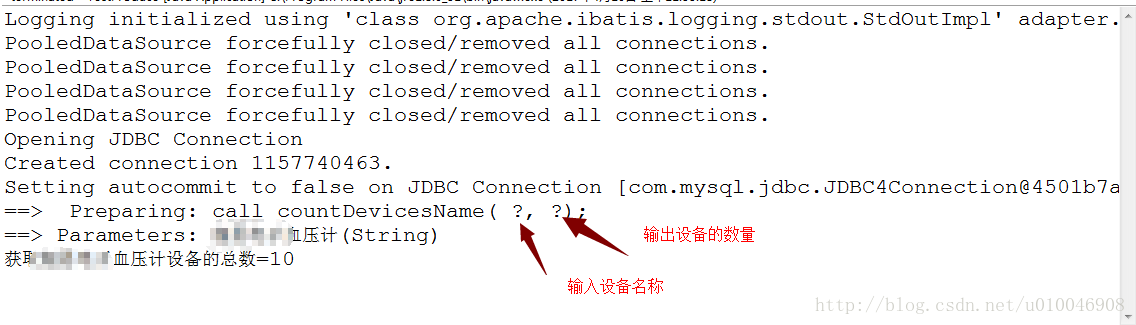 Logging initialized using 'class org.apache.ibatis.logging.stdout.StdOutImpl' adapter.
PooledDataSource forcefully closed/removed all connections.
PooledDataSource forcefully closed/removed all connections.
PooledDataSource forcefully closed/removed all connections.
PooledDataSource forcefully closed/removed all connections.
Opening JDBC Connection
Created connection 1157740463.
Setting autocommit to false on JDBC Connection [com.mysql.jdbc.JDBC4Connection@4501b7a
==>  Preparing: call countDevicesName( ?, ?);
==> Parameters: 血压计(String)
输出设备的数量
获取血压计设备的总数=10
输入设备名称
http://blog.csdn.net/u010046908